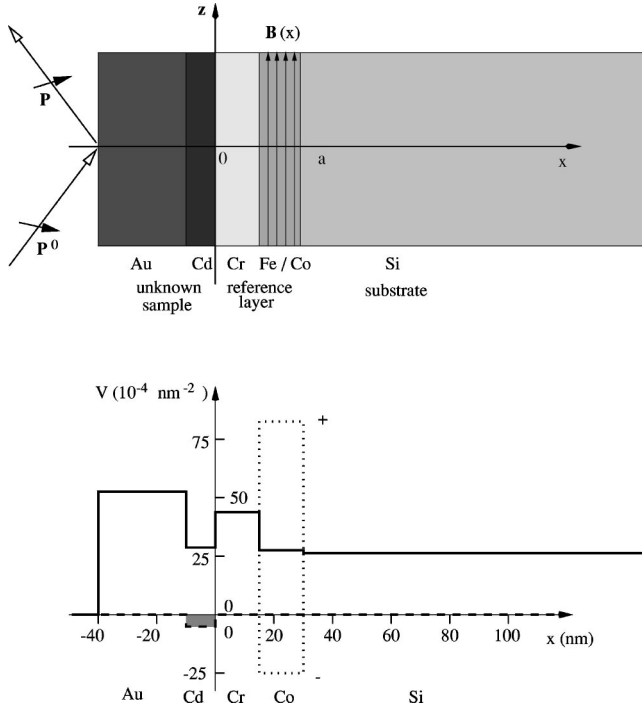 z
B (x)
P
0
a
x
P⁰
Au
Cd
Cr
Fe / Co
Si
unknown
sample
reference
layer
substrate
V (10⁻⁴ nm⁻²)
+
75
50
25
0
-40
-20
0
20
40
60
80
100
x (nm)
-25
-
Au
Cd
Cr
Co
Si